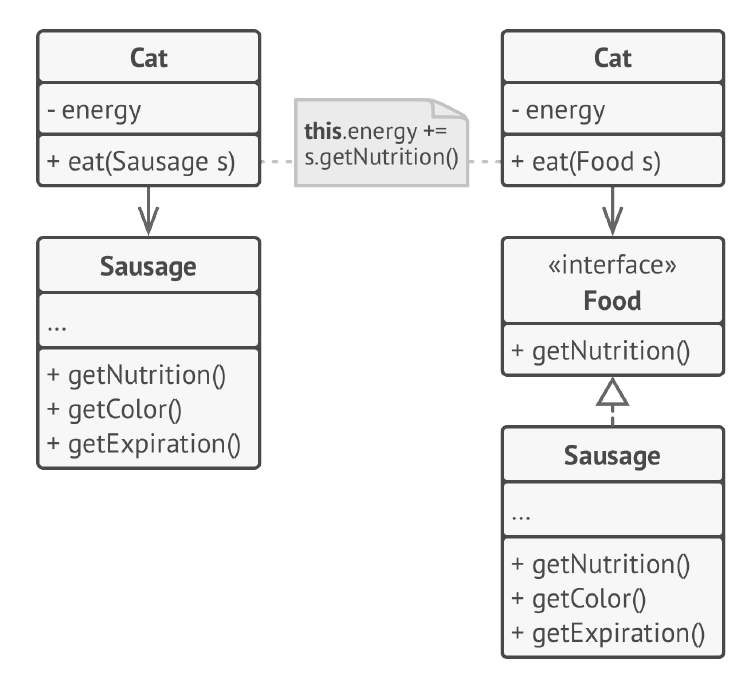 Cat
- energy
+ eat(Sausage s)
Sausage
...
+ getNutrition()
+ getColor()
+ getExpiration()
this.energy +=
s.getNutrition()
Cat
- energy
+ eat(Food s)
«interface»
Food
+ getNutrition()
Sausage
...
+ getNutrition()
+ getColor()
+ getExpiration()